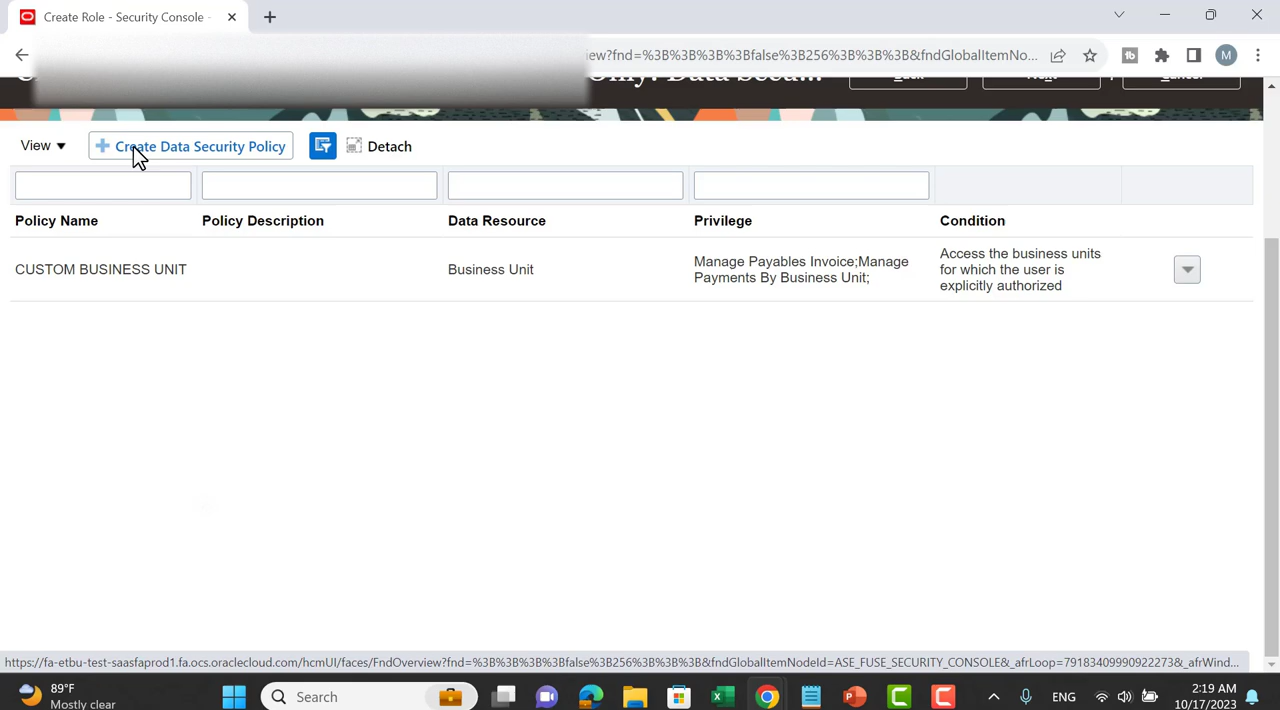 Create Role - Security Console -
iew?fnd=%3B%3B%3B%3Bfalse%3B256%3B%3B%3B&fndGlobalItemNo...
M
View
Create Data Security Policy
Detach
Policy Name
Policy Description
Data Resource
Privilege
Condition
CUSTOM BUSINESS UNIT
Business Unit
Manage Payables Invoice;Manage
Payments By Business Unit;
Access the business units
for which the user is
explicitly authorized
https://fa-etbu-test-saasfaprod1.fa.ocs.oraclecloud.com/hcmUI/faces/FndOverview?fnd=%3B%3B%3B%3Bfalse%3B256%3B%3B%3B&fndGlobalItemNodeId=ASE_FUSE_SECURITY_CONSOLE&_afrLoop=79183409990922273&_afrWind...
89°F
Mostly clear
Search
ENG
2:19 AM
10/17/2023